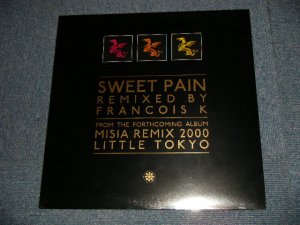 SWEET PAIN
REMIXED BY
FRANCOIS K
FROM THE FORTHCOMING ALBUM
MISIA REMIX 2000
LITTLE TOKYO